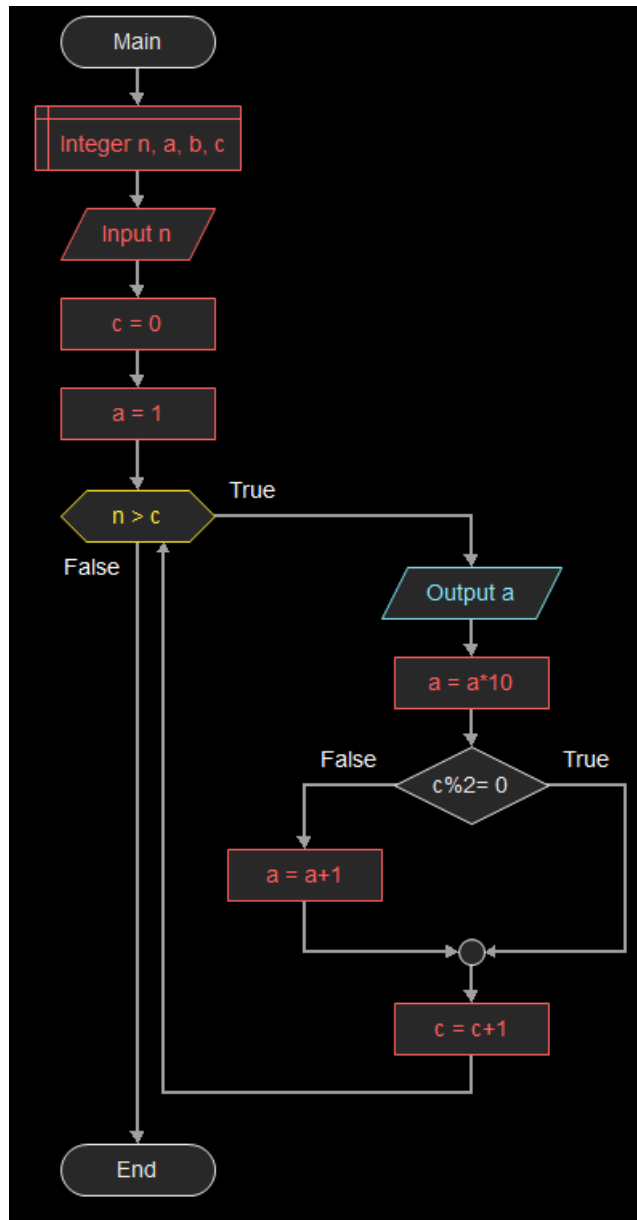 Main
Integer n, a, b, c
Input n
c = 0
a = 1
n > c
True
False
Output a
a = a*10
False
True
c%2= 0
a = a+1
c = c+1
End